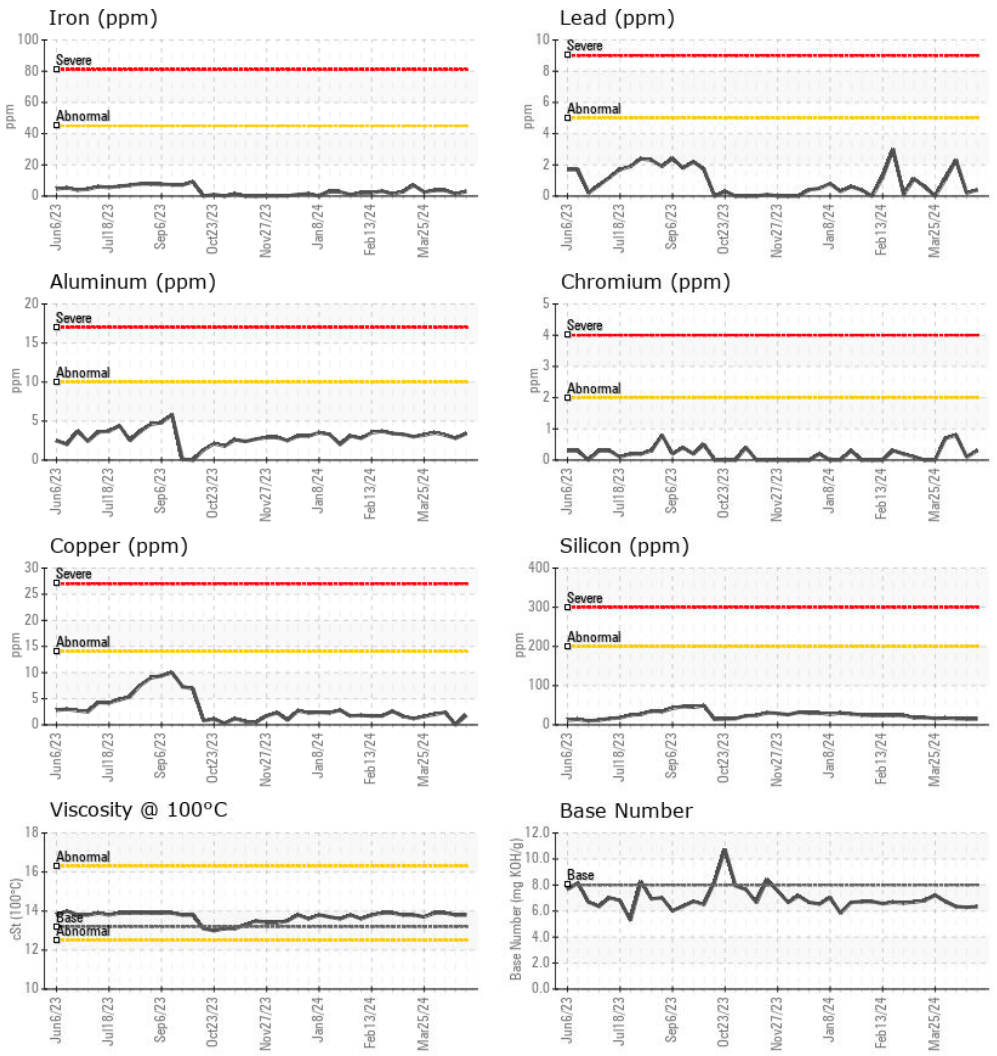 Iron (ppm)
100
80
60
40
20
0
ppm
Severe
Abnormal
Jun6/23
Jul18/23
Sep6/23
Oct23/23
Nov27/23
Jan8/24
Feb13/24
Mar25/24
Lead (ppm)
10
8
6
4
2
0
ppm
Severe
Abnormal
Jun6/23
Jul18/23
Sep6/23
Oct23/23
Nov27/23
Jan8/24
Feb13/24
Mar25/24
Aluminum (ppm)
20
15
10
5
0
ppm
Severe
Abnormal
Jun6/23
Jul18/23
Sep6/23
Oct23/23
Nov27/23
Jan8/24
Feb13/24
Mar25/24
Chromium (ppm)
5
4
3
2
1
0
ppm
Severe
Abnormal
Jun6/23
Jul18/23
Sep6/23
Oct23/23
Nov27/23
Jan8/24
Feb13/24
Mar25/24
Copper (ppm)
30
25
20
15
10
5
0
ppm
Severe
Abnormal
Jun6/23
Jul18/23
Sep6/23
Oct23/23
Nov27/23
Jan8/24
Feb13/24
Mar25/24
Silicon (ppm)
400
300
200
100
0
ppm
Severe
Abnormal
Jun6/23
Jul18/23
Sep6/23
Oct23/23
Nov27/23
Jan8/24
Feb13/24
Mar25/24
Viscosity @ 100°C
18
16
14
12
10
cSt (100°C)
Abnormal
Base
Abnormal
Jun6/23
Jul18/23
Sep6/23
Oct23/23
Nov27/23
Jan8/24
Feb13/24
Mar25/24
Base Number
12.0
10.0
8.0
6.0
4.0
2.0
0.0
Base Number (mg KOH/g)
Base
Jun6/23
Jul18/23
Sep6/23
Oct23/23
Nov27/23
Jan8/24
Feb13/24
Mar25/24